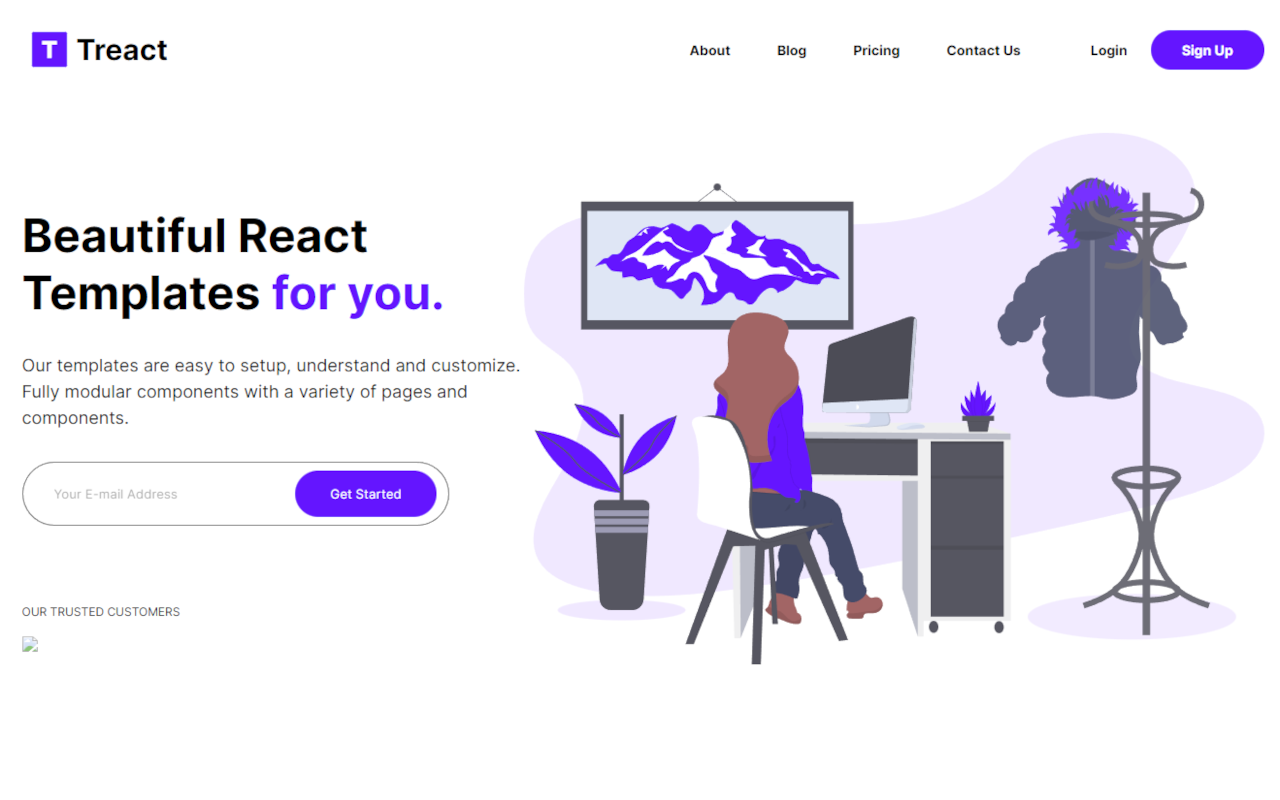 T Treact
About Blog Pricing Contact Us Login Sign Up
Beautiful React
Templates for you.
Our templates are easy to setup, understand and customize.
Fully modular components with a variety of pages and
components.
Your E-mail Address Get Started
OUR TRUSTED CUSTOMERS